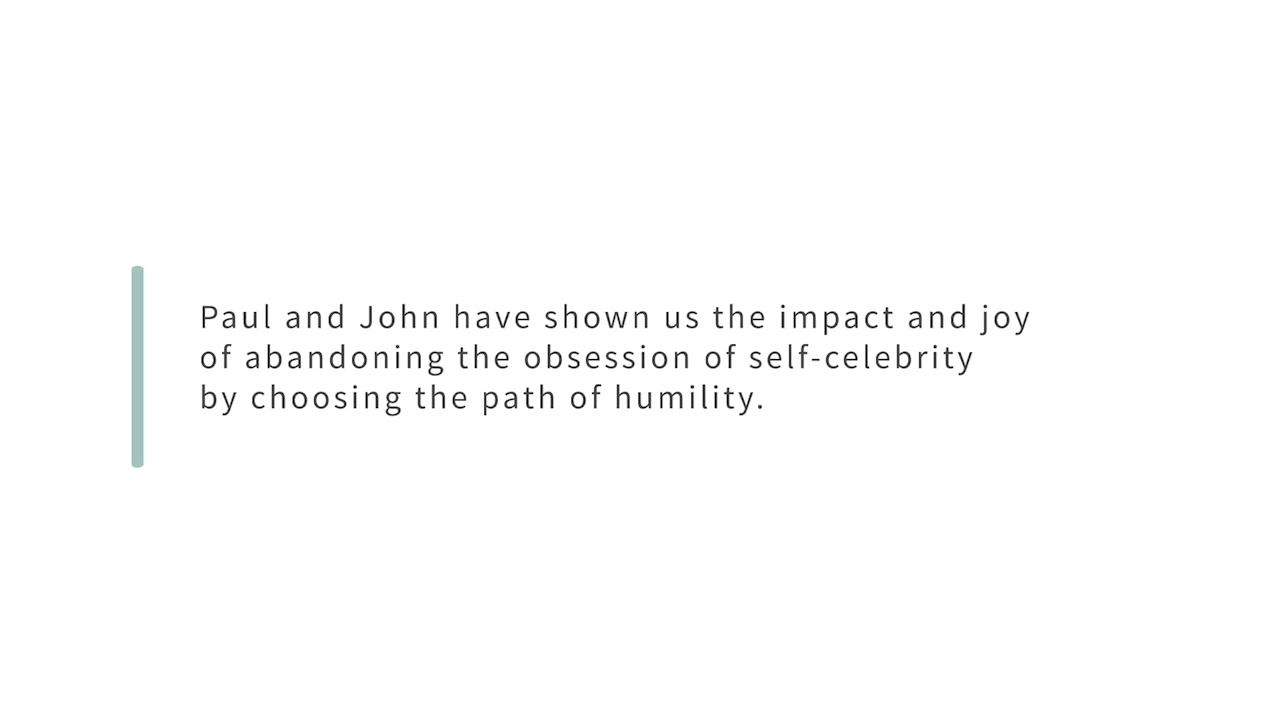 Paul and John have shown us the impact and joy
of abandoning the obsession of self-celebrity
by choosing the path of humility.